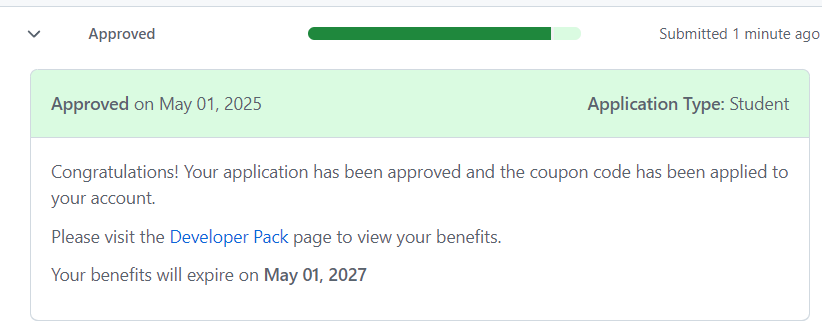 Approved Submitted 1 minute ago
Approved on May 01, 2025 Application Type: Student
Congratulations! Your application has been approved and the coupon code has been applied to
your account.
Please visit the Developer Pack page to view your benefits.
Your benefits will expire on May 01, 2027